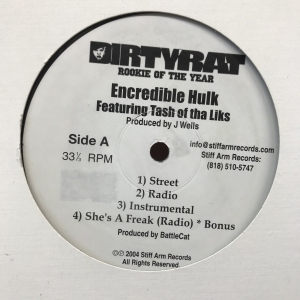 DIRTYRAT
ROOKIE OF THE YEAR
Encredible Hulk
Featuring Tash of tha Liks
Produced by J Wells
Side A
33⅓ RPM
info@stiffarmrecords.com
Stiff Arm Records:
(818) 510-5747
1) Street
2) Radio
3) Instrumental
4) She's A Freak (Radio) * Bonus
Produced by BattleCat
©℗ 2004 Stiff Arm Records
All Rights Reserved